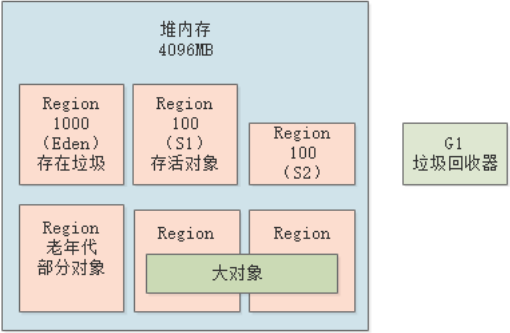 堆内存
4096MB
Region
1000
(Eden)
存在垃圾
Region
100
(S1)
存活对象
Region
100
(S2)
G1
垃圾回收器
Region
老年代
部分对象
Region
Region
大对象